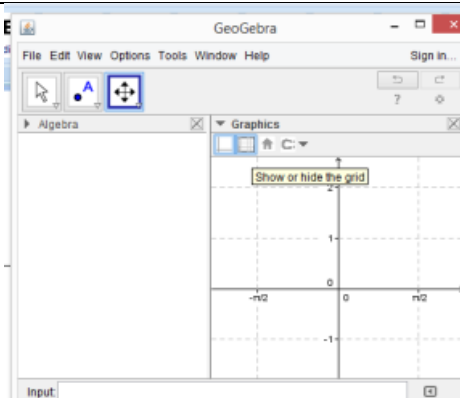 GeoGebra
File Edit View Options Tools Window Help Sign in...
A
?
Algebra
Graphics
Show or hide the grid
2
1
0
-π/2 0 π/2
-1
Input: